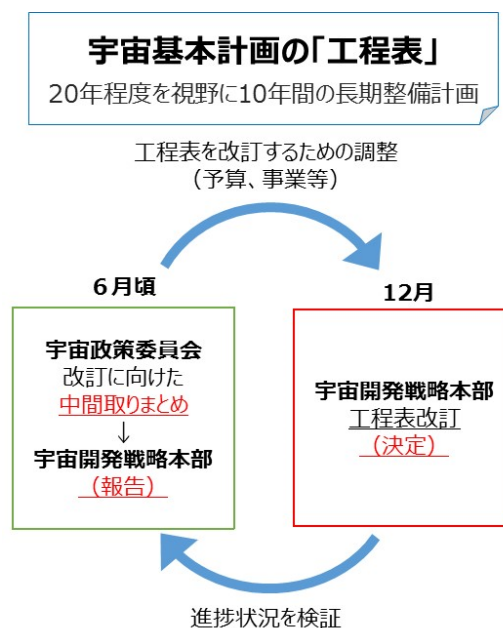 宇宙基本計画の「工程表」
20年程度を視野に10年間の長期整備計画
工程表を改訂するための調整
（予算、事業等）
６月頃
宇宙政策委員会
改訂に向けた
中間取りまとめ
↓
宇宙開発戦略本部
（報告）
12月
宇宙開発戦略本部
工程表改訂
（決定）
進捗状況を検証